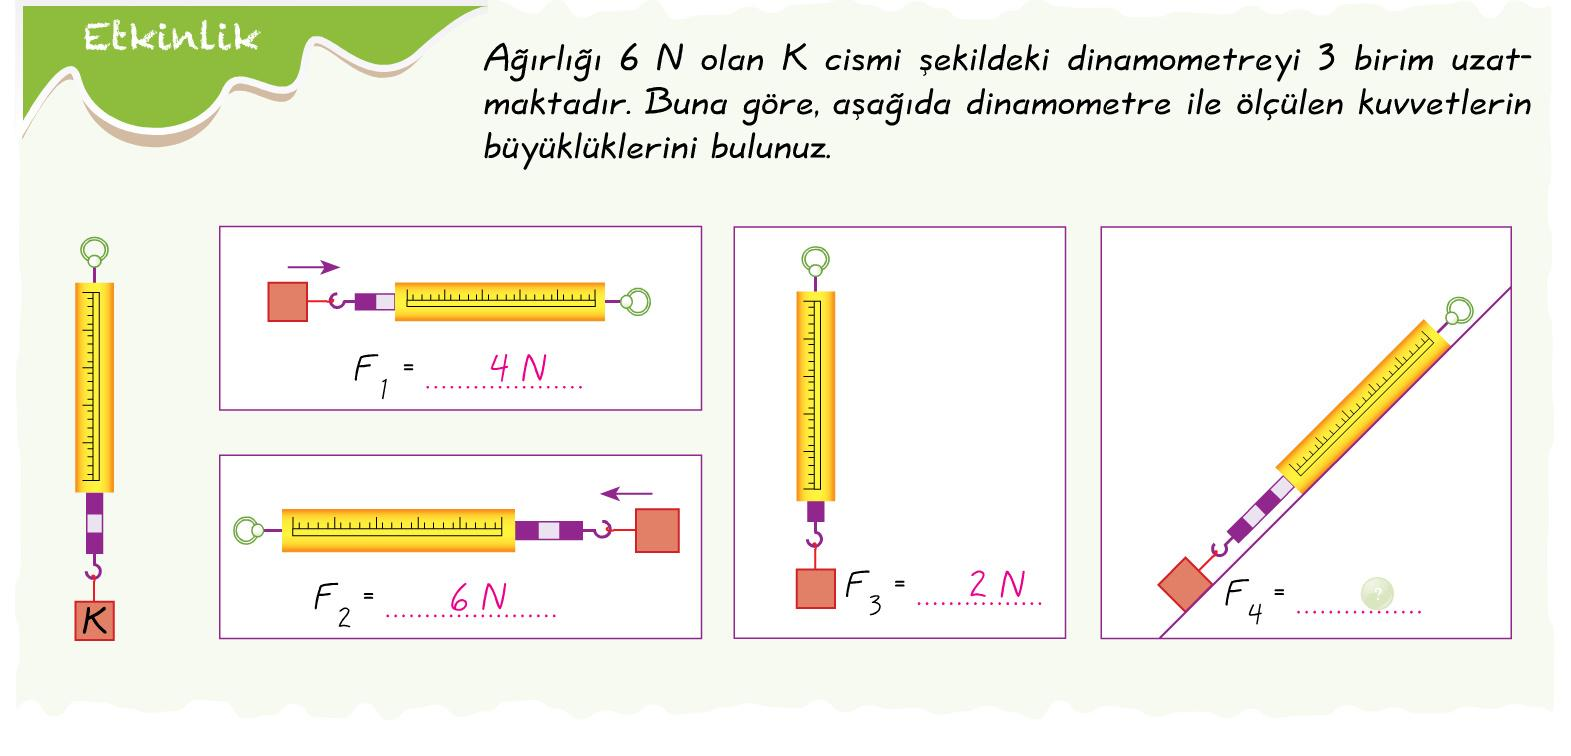 Etkinlik
Ağırlığı 6 N olan K cismi şekildeki dinamometreyi 3 birim uzat-
maktadır. Buna göre, aşağıda dinamometre ile ölçülen kuvvetlerin
büyüklüklerini bulunuz.
K
F1 = 4 N
F2 = 6 N
F3 = 2 N
F4 = ?